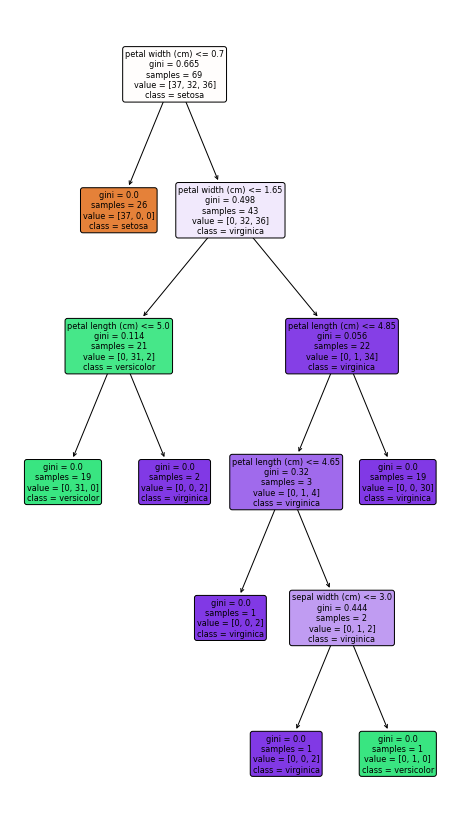 petal width (cm) <= 0.7
gini = 0.665
samples = 69
value = [37, 32, 36]
class = setosa
gini = 0.0
samples = 26
value = [37, 0, 0]
class = setosa
petal width (cm) <= 1.65
gini = 0.498
samples = 43
value = [0, 32, 36]
class = virginica
petal length (cm) <= 5.0
gini = 0.114
samples = 21
value = [0, 31, 2]
class = versicolor
petal length (cm) <= 4.85
gini = 0.056
samples = 22
value = [0, 1, 34]
class = virginica
gini = 0.0
samples = 19
value = [0, 31, 0]
class = versicolor
gini = 0.0
samples = 2
value = [0, 0, 2]
class = virginica
petal length (cm) <= 4.65
gini = 0.32
samples = 3
value = [0, 1, 4]
class = virginica
gini = 0.0
samples = 19
value = [0, 0, 30]
class = virginica
gini = 0.0
samples = 1
value = [0, 0, 2]
class = virginica
sepal width (cm) <= 3.0
gini = 0.444
samples = 2
value = [0, 1, 2]
class = virginica
gini = 0.0
samples = 1
value = [0, 0, 2]
class = virginica
gini = 0.0
samples = 1
value = [0, 1, 0]
class = versicolor